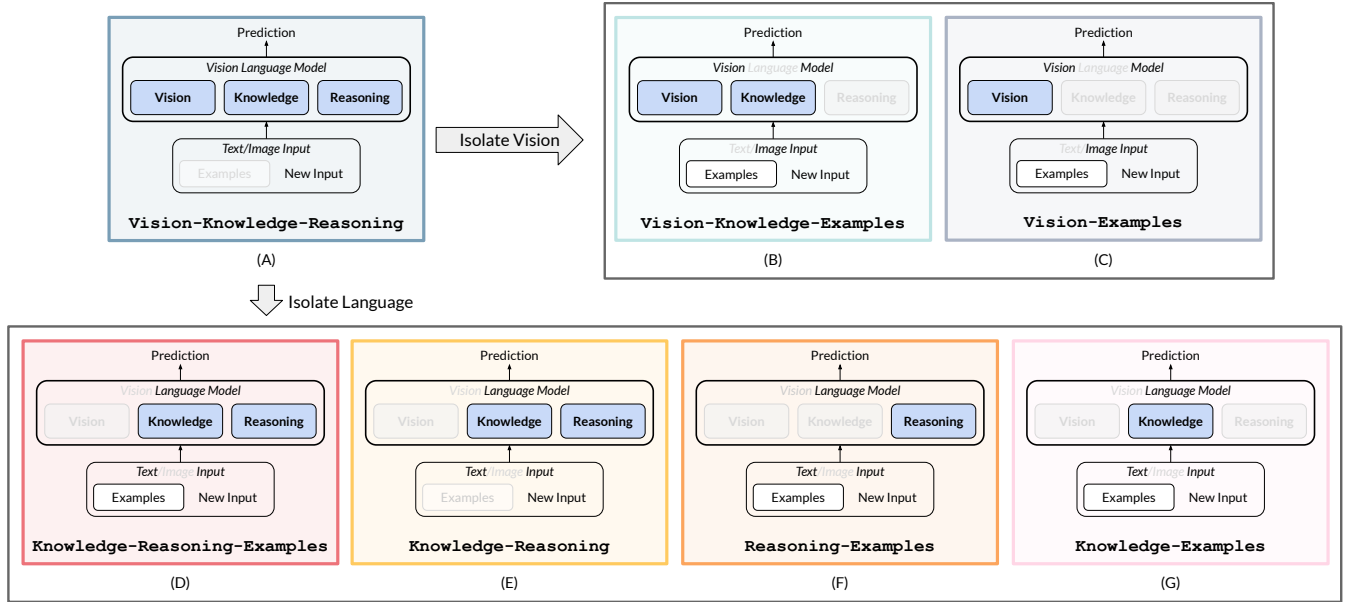 Prediction
Vision Language Model
Vision
Knowledge
Reasoning
Text/Image Input
Examples
New Input
Vision-Knowledge-Reasoning
(A)
Isolate Vision
Prediction
Vision Language Model
Vision
Knowledge
Reasoning
Text/Image Input
Examples
New Input
Vision-Knowledge-Examples
(B)
Prediction
Vision Language Model
Vision
Knowledge
Reasoning
Text/Image Input
Examples
New Input
Vision-Examples
(C)
Isolate Language
Prediction
Vision Language Model
Vision
Knowledge
Reasoning
Text/Image Input
Examples
New Input
Knowledge-Reasoning-Examples
(D)
Prediction
Vision Language Model
Vision
Knowledge
Reasoning
Text/Image Input
Examples
New Input
Knowledge-Reasoning
(E)
Prediction
Vision Language Model
Vision
Knowledge
Reasoning
Text/Image Input
Examples
New Input
Reasoning-Examples
(F)
Prediction
Vision Language Model
Vision
Knowledge
Reasoning
Text/Image Input
Examples
New Input
Knowledge-Examples
(G)